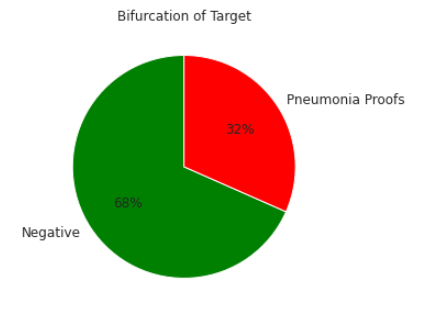 Bifurcation of Target
Pneumonia Proofs
32%
68%
Negative